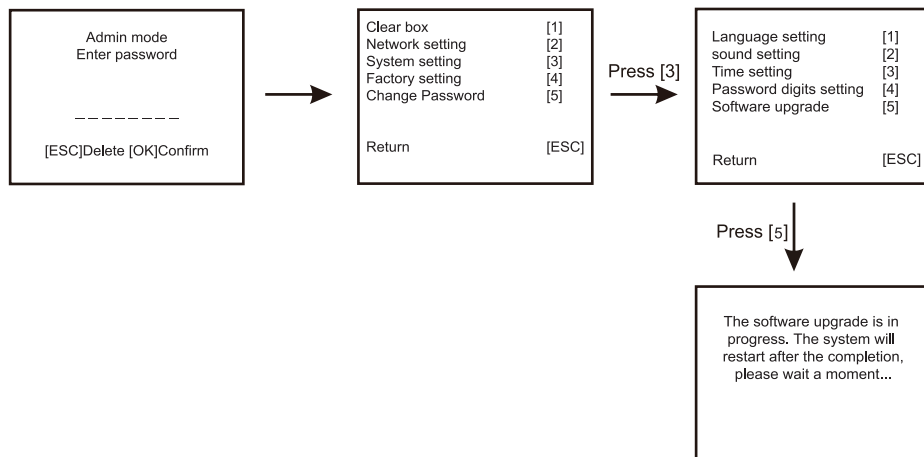 Admin mode
Enter password
_ _ _ _ _ _ _ _
[ESC]Delete [OK]Confirm
Clear box [1]
Network setting [2]
System setting [3]
Factory setting [4]
Change Password [5]
Return [ESC]
Press [3]
Language setting [1]
sound setting [2]
Time setting [3]
Password digits setting [4]
Software upgrade [5]
Return [ESC]
Press [5]
The software upgrade is in
progress. The system will
restart after the completion,
please wait a moment...